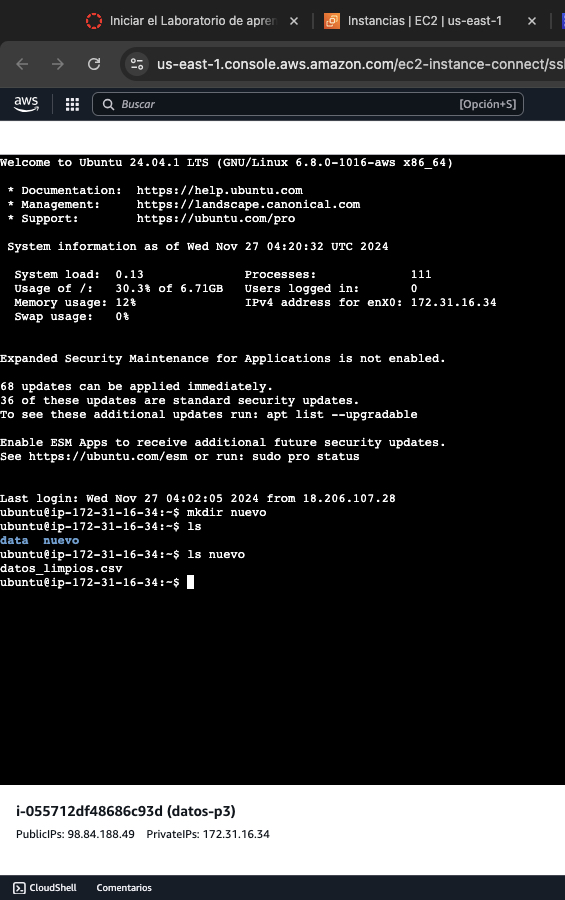 Iniciar el Laboratorio de apren
Instancias | EC2 | us-east-1
us-east-1.console.aws.amazon.com/ec2-instance-connect/ssh
aws
Buscar
[Opción+S]
Welcome to Ubuntu 24.04.1 LTS (GNU/Linux 6.8.0-1016-aws x86_64)
* Documentation:  https://help.ubuntu.com
* Management:     https://landscape.canonical.com
* Support:        https://ubuntu.com/pro
System information as of Wed Nov 27 04:20:32 UTC 2024
System load:  0.13               Processes:             111
Usage of /:   30.3% of 6.71GB   Users logged in:       0
Memory usage: 12%                IPv4 address for enX0: 172.31.16.34
Swap usage:   0%
Expanded Security Maintenance for Applications is not enabled.
68 updates can be applied immediately.
36 of these updates are standard security updates.
To see these additional updates run: apt list --upgradable
Enable ESM Apps to receive additional future security updates.
See https://ubuntu.com/esm or run: sudo pro status
Last login: Wed Nov 27 04:02:05 2024 from 18.206.107.28
ubuntu@ip-172-31-16-34:~$ mkdir nuevo
ubuntu@ip-172-31-16-34:~$ ls
data  nuevo
ubuntu@ip-172-31-16-34:~$ ls nuevo
datos_limpios.csv
ubuntu@ip-172-31-16-34:~$
i-055712df48686c93d (datos-p3)
PublicIPs: 98.84.188.49   PrivateIPs: 172.31.16.34
CloudShell
Comentarios